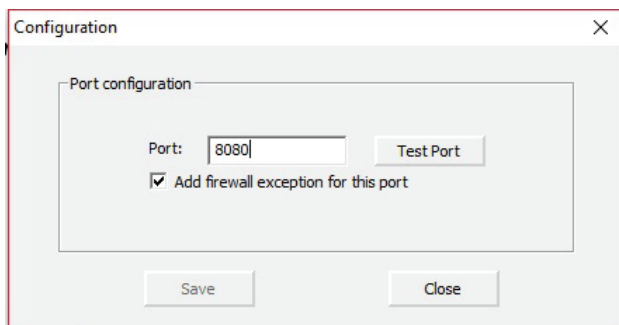 Configuration
Port configuration
Port: 8080 Test Port
Add firewall exception for this port
Save Close